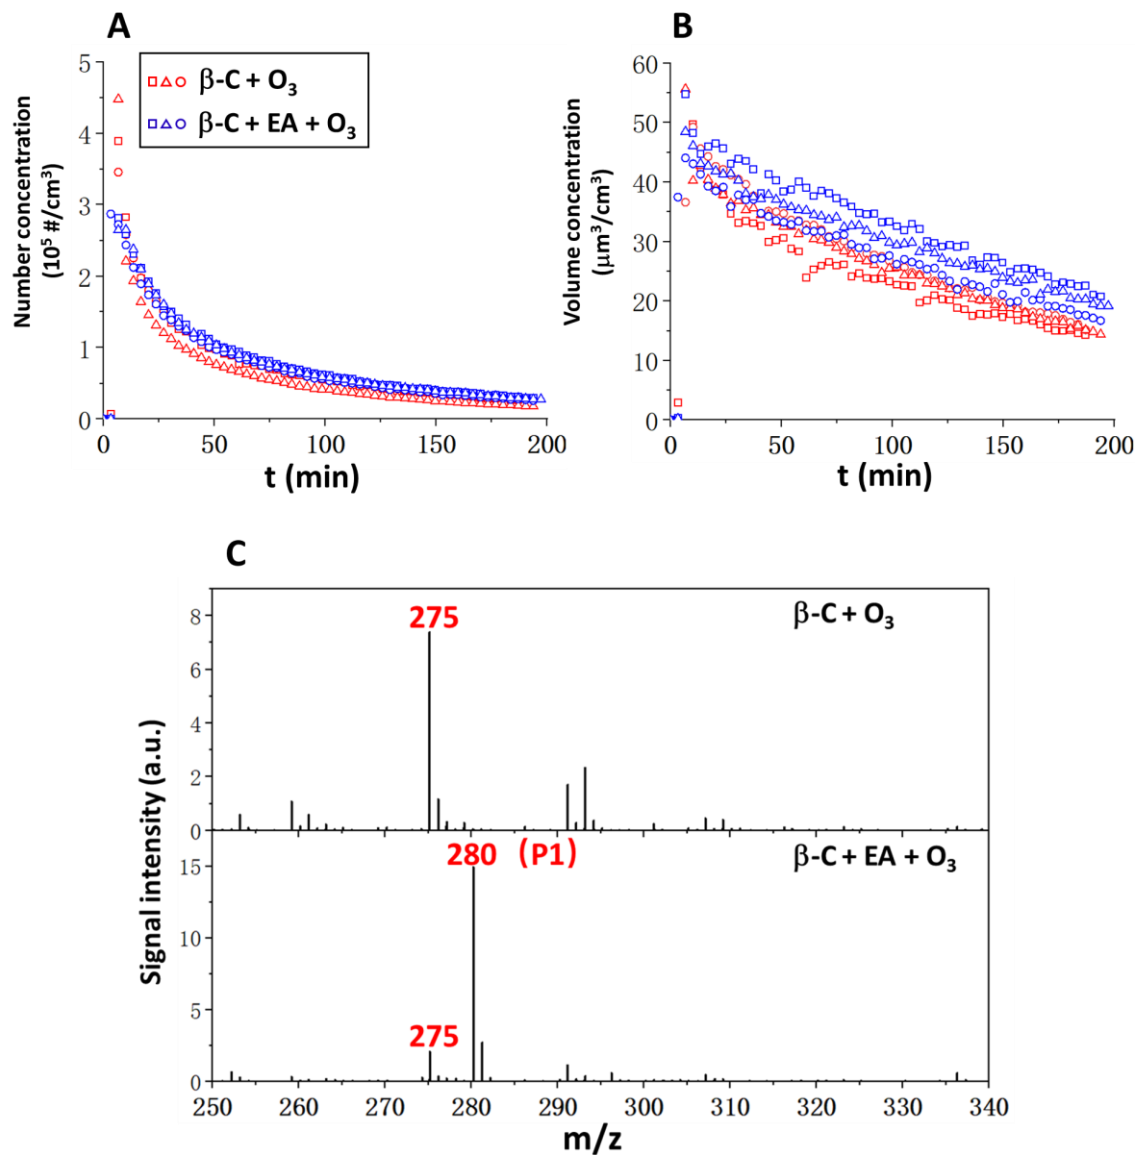 A
Number concentration
(10⁵ #/cm³)
5
4
3
2
1
0
β-C + O₃
β-C + EA + O₃
0
50
100
150
200
t (min)
B
Volume concentration
(μm³/cm³)
60
50
40
30
20
10
0
0
50
100
150
200
t (min)
C
Signal intensity (a.u.)
8
6
4
2
0
275
β-C + O₃
15
10
5
0
280 (P1)
275
β-C + EA + O₃
250
260
270
280
290
300
310
320
330
340
m/z